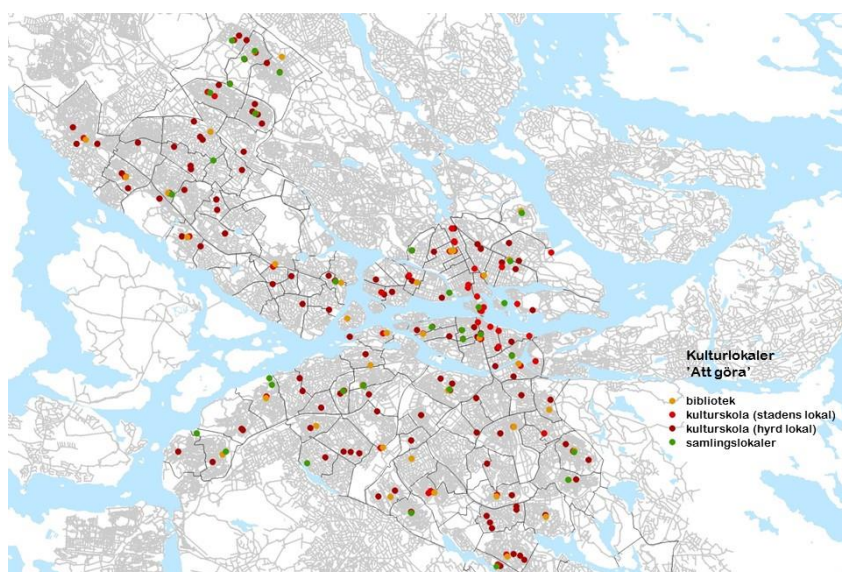 Kulturlokaler
'Att göra'
bibliotek
kulturskola (stadens lokal)
kulturskola (hyrd lokal)
samlingslokaler